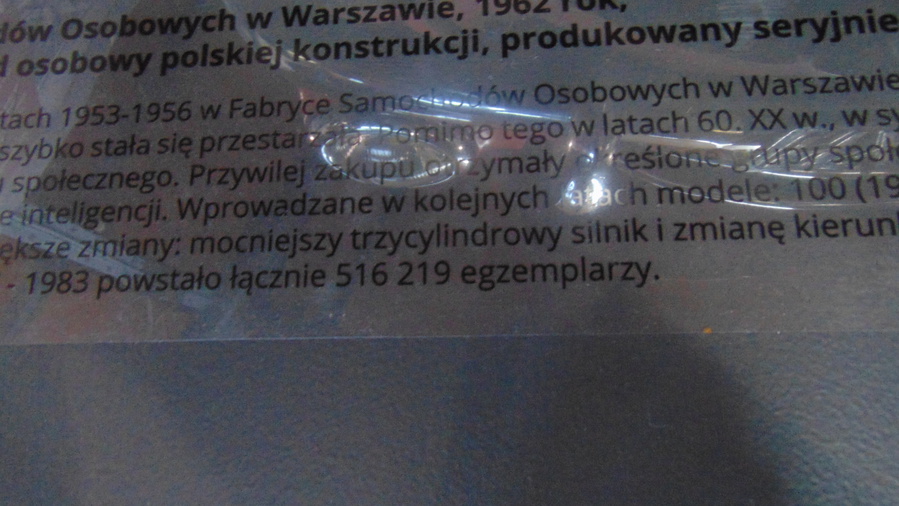 dów Osobowych w Warszawie, 1962 rok,
d osobowy polskiej konstrukcji, produkowany seryjnie
tach 1953-1956 w Fabryce Samochodów Osobowych w Warszawie
szybko stała się przestarzała. Pomimo tego w latach 60. XX w., w sy
społecznego. Przywilej zakupu otrzymały określone grupy społe
e inteligencji. Wprowadzane w kolejnych latach modele: 100 (19
ększe zmiany: mocniejszy trzycylindrowy silnik i zmianę kierunk
- 1983 powstało łącznie 516 219 egzemplarzy.